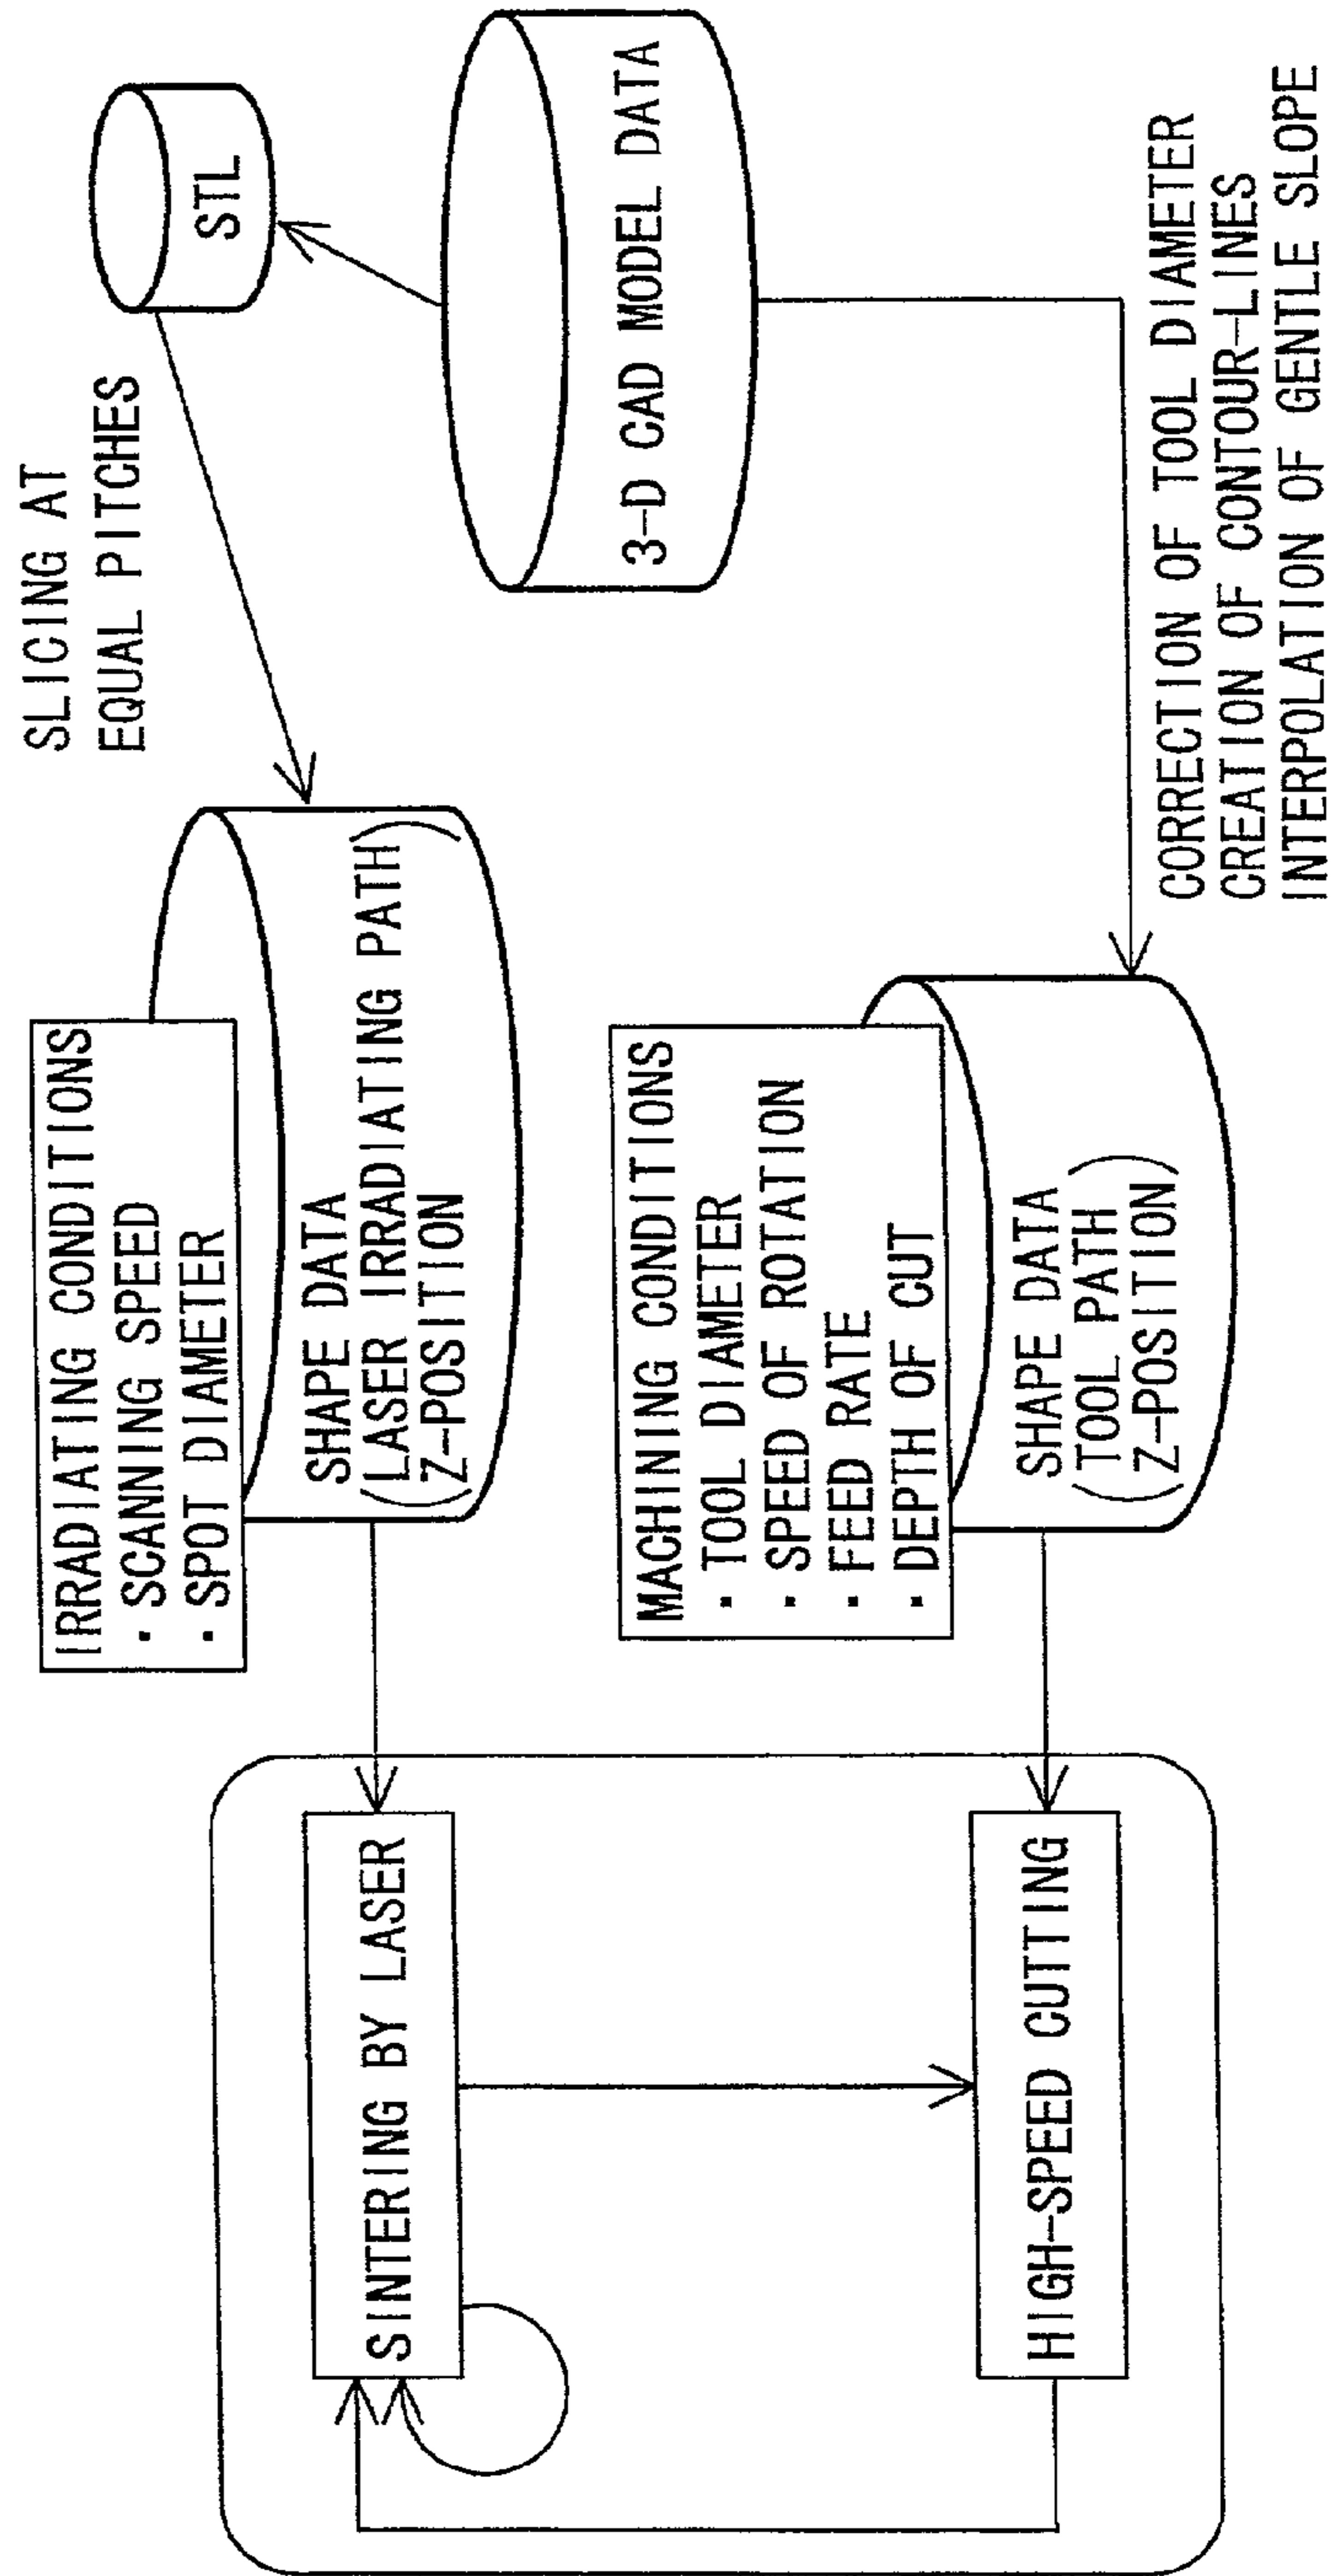 SLICING AT
EQUAL PITCHES
STL
3-D CAD MODEL DATA
IRRADIATING CONDITIONS
· SCANNING SPEED
· SPOT DIAMETER
SHAPE DATA
(LASER IRRADIATING PATH)
Z-POSITION
SINTERING BY LASER
MACHINING CONDITIONS
· TOOL DIAMETER
· SPEED OF ROTATION
· FEED RATE
· DEPTH OF CUT
SHAPE DATA
(TOOL PATH)
Z-POSITION
HIGH-SPEED CUTTING
CORRECTION OF TOOL DIAMETER
CREATION OF CONTOUR-LINES
INTERPOLATION OF GENTLE SLOPE